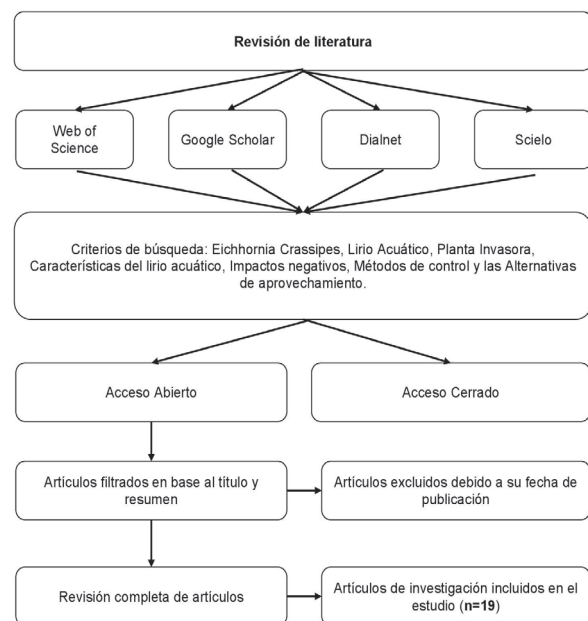 Revisión de literatura
Web of
Science
Google Scholar
Dialnet
Scielo
Criterios de búsqueda: Eichhornia Crassipes, Lirio Acuático, Planta Invasora,
Características del lirio acuático, Impactos negativos, Métodos de control y las Alternativas
de aprovechamiento.
Acceso Abierto
Acceso Cerrado
Artículos filtrados en base al título y
resumen
Artículos excluidos debido a su fecha de
publicación
Revisión completa de artículos
Artículos de investigación incluidos en el
estudio (n=19)